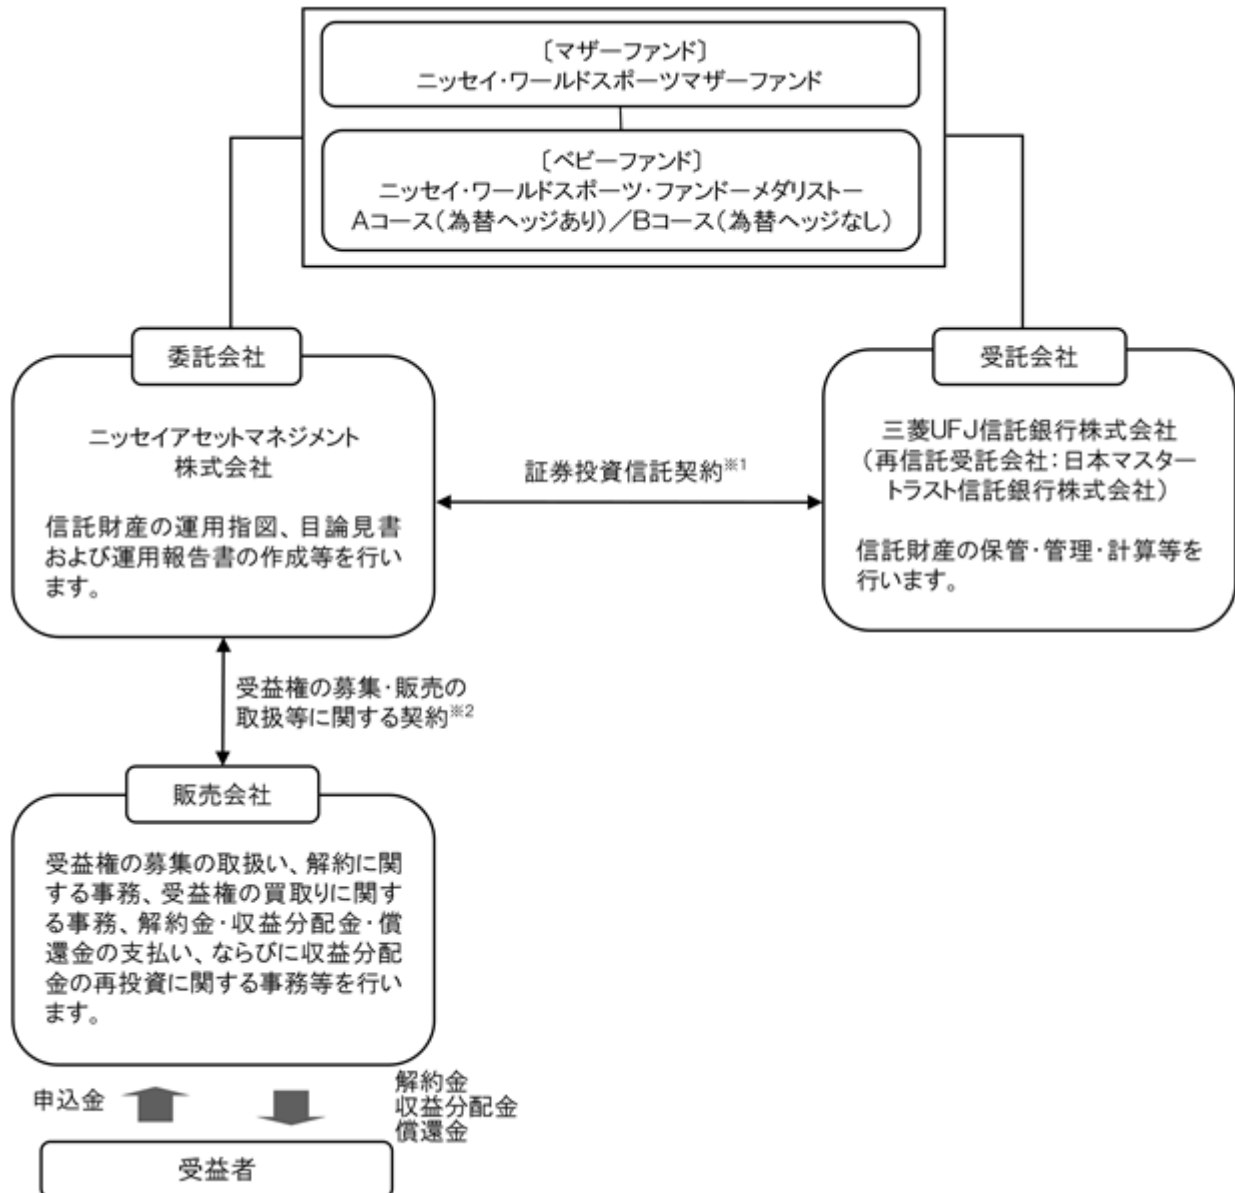 〔マザーファンド〕
ニッセイ・ワールドスポーツマザーファンド
〔ベビーファンド〕
ニッセイ・ワールドスポーツ・ファンドーメダリストー
Aコース(為替ヘッジあり)/Bコース(為替ヘッジなし)
委託会社
ニッセイアセットマネジメント
株式会社
信託財産の運用指図、目論見書
および運用報告書の作成等を行い
ます。
証券投資信託契約※1
受託会社
三菱UFJ信託銀行株式会社
(再信託受託会社:日本マスター
トラスト信託銀行株式会社)
信託財産の保管・管理・計算等を
行います。
受益権の募集・販売の
取扱等に関する契約※2
販売会社
受益権の募集の取扱い、解約に関
する事務、受益権の買取りに関す
る事務、解約金・収益分配金・償
還金の支払い、ならびに収益分配
金の再投資に関する事務等を行い
ます。
申込金
解約金
収益分配金
償還金
受益者